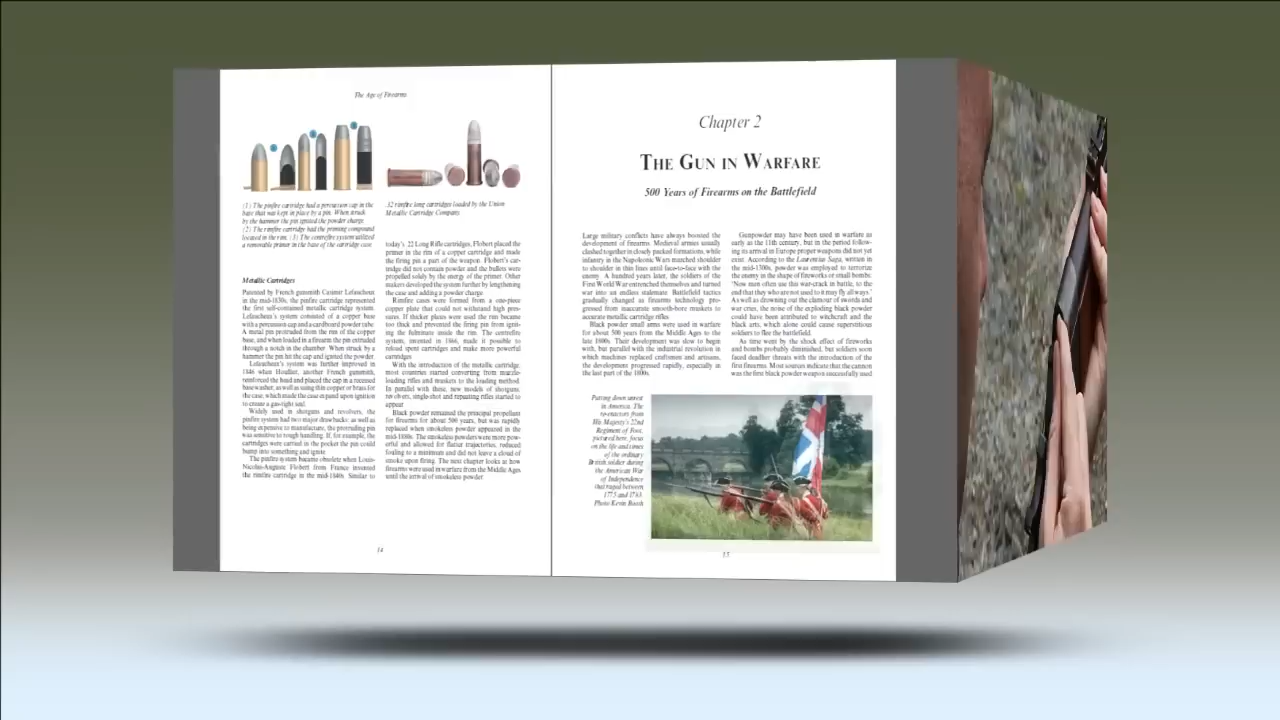 The Age of Firearms
(1) The pinfire cartridge had a percussion cap in the
base that was kept in place by a pin. When struck
by the hammer the pin ignited the powder charge.
(2) The rimfire cartridge had the priming compound
located in the rim. (3) The centrefire system utilized
a removable primer in the base of the cartridge case
.32 rimfire long cartridges loaded by the Union
Metallic Cartridge Company.
Metallic Cartridges
Patented by French gunsmith Casimir Lefaucheux
in the mid-1830s, the pinfire cartridge represented
the first self-contained metallic cartridge system.
Lefaucheux's system consisted of a copper base
with a percussion cap and a cardboard powder tube.
A metal pin protruded from the rim of the copper
base, and when loaded in a firearm the pin extruded
through a notch in the chamber. When struck by a
hammer the pin hit the cap and ignited the powder.
Lefaucheux's system was further improved in
1846 when Houllier, another French gunsmith,
reinforced the head and placed the cap in a recessed
base washer, as well as using thin copper or brass for
the case, which made the case expand upon ignition
to create a gas-tight seal.
Widely used in shotguns and revolvers, the
pinfire system had two major drawbacks: as well as
being expensive to manufacture, the protruding pin
was sensitive to rough handling. If, for example, the
cartridges were carried in the pocket the pin could
bump into something and ignite.
The pinfire system became obsolete when Louis-
Nicolas-Auguste Flobert from France invented
the rimfire cartridge in the mid-1840s. Similar to
today's .22 Long Rifle cartridges, Flobert placed the
primer in the rim of a copper cartridge and made
the firing pin a part of the weapon. Flobert's car-
tridge did not contain powder and the bullets were
propelled solely by the energy of the primer. Other
makers developed the system further by lengthening
the case and adding a powder charge.
Rimfire cases were formed from a one-piece
copper plate that could not withstand high pres-
sures. If thicker plates were used the rim became
too thick and prevented the firing pin from ignit-
ing the fulminate inside the rim. The centrefire
system, invented in 1866, made it possible to
reload spent cartridges and make more powerful
cartridges.
With the introduction of the metallic cartridge,
most countries started converting from muzzle-
loading rifles and muskets to the loading method.
In parallel with these, new models of shotguns,
revolvers, single-shot and repeating rifles started to
appear.
Black powder remained the principal propellant
for firearms for about 500 years, but was rapidly
replaced when smokeless powder appeared in the
mid-1880s. The smokeless powders were more pow-
erful and allowed for flatter trajectories, reduced
fouling to a minimum and did not leave a cloud of
smoke upon firing. The next chapter looks at how
firearms were used in warfare from the Middle Ages
until the arrival of smokeless powder.
14
Chapter 2
THE GUN IN WARFARE
500 Years of Firearms on the Battlefield
Large military conflicts have always boosted the
development of firearms. Medieval armies usually
clashed together in closely packed formations, while
infantry in the Napoleonic Wars marched shoulder
to shoulder in thin lines until face-to-face with the
enemy. A hundred years later, the soldiers of the
First World War entrenched themselves and turned
war into an endless stalemate. Battlefield tactics
gradually changed as firearms technology pro-
gressed from inaccurate smooth-bore muskets to
accurate metallic cartridge rifles.
Black powder small arms were used in warfare
for about 500 years from the Middle Ages to the
late 1800s. Their development was slow to begin
with, but parallel with the industrial revolution in
which machines replaced craftsmen and artisans,
the development progressed rapidly, especially in
the last part of the 1800s.
Gunpowder may have been used in warfare as
early as the 11th century, but in the period follow-
ing its arrival in Europe proper weapons did not yet
exist. According to the Laurentius Saga, written in
the mid-1300s, powder was employed to terrorize
the enemy in the shape of fireworks or small bombs:
'Now men often use this war-crack in battle, to the
end that they who are not used to it may fly all ways.'
As well as drowning out the clamour of swords and
war cries, the noise of the exploding black powder
could have been attributed to witchcraft and the
black arts, which alone could cause superstitious
soldiers to flee the battlefield.
As time went by the shock effect of fireworks
and bombs probably diminished, but soldiers soon
faced deadlier threats with the introduction of the
first firearms. Most sources indicate that the cannon
was the first black powder weapon successfully used
Putting down unrest
in America. The
re-enactors from
His Majesty's 22nd
Regiment of Foot,
pictured here, focus
on the life and times
of the ordinary
British soldier during
the American War
of Independence
that raged between
1775 and 1783.
Photo Kevin Booth
15